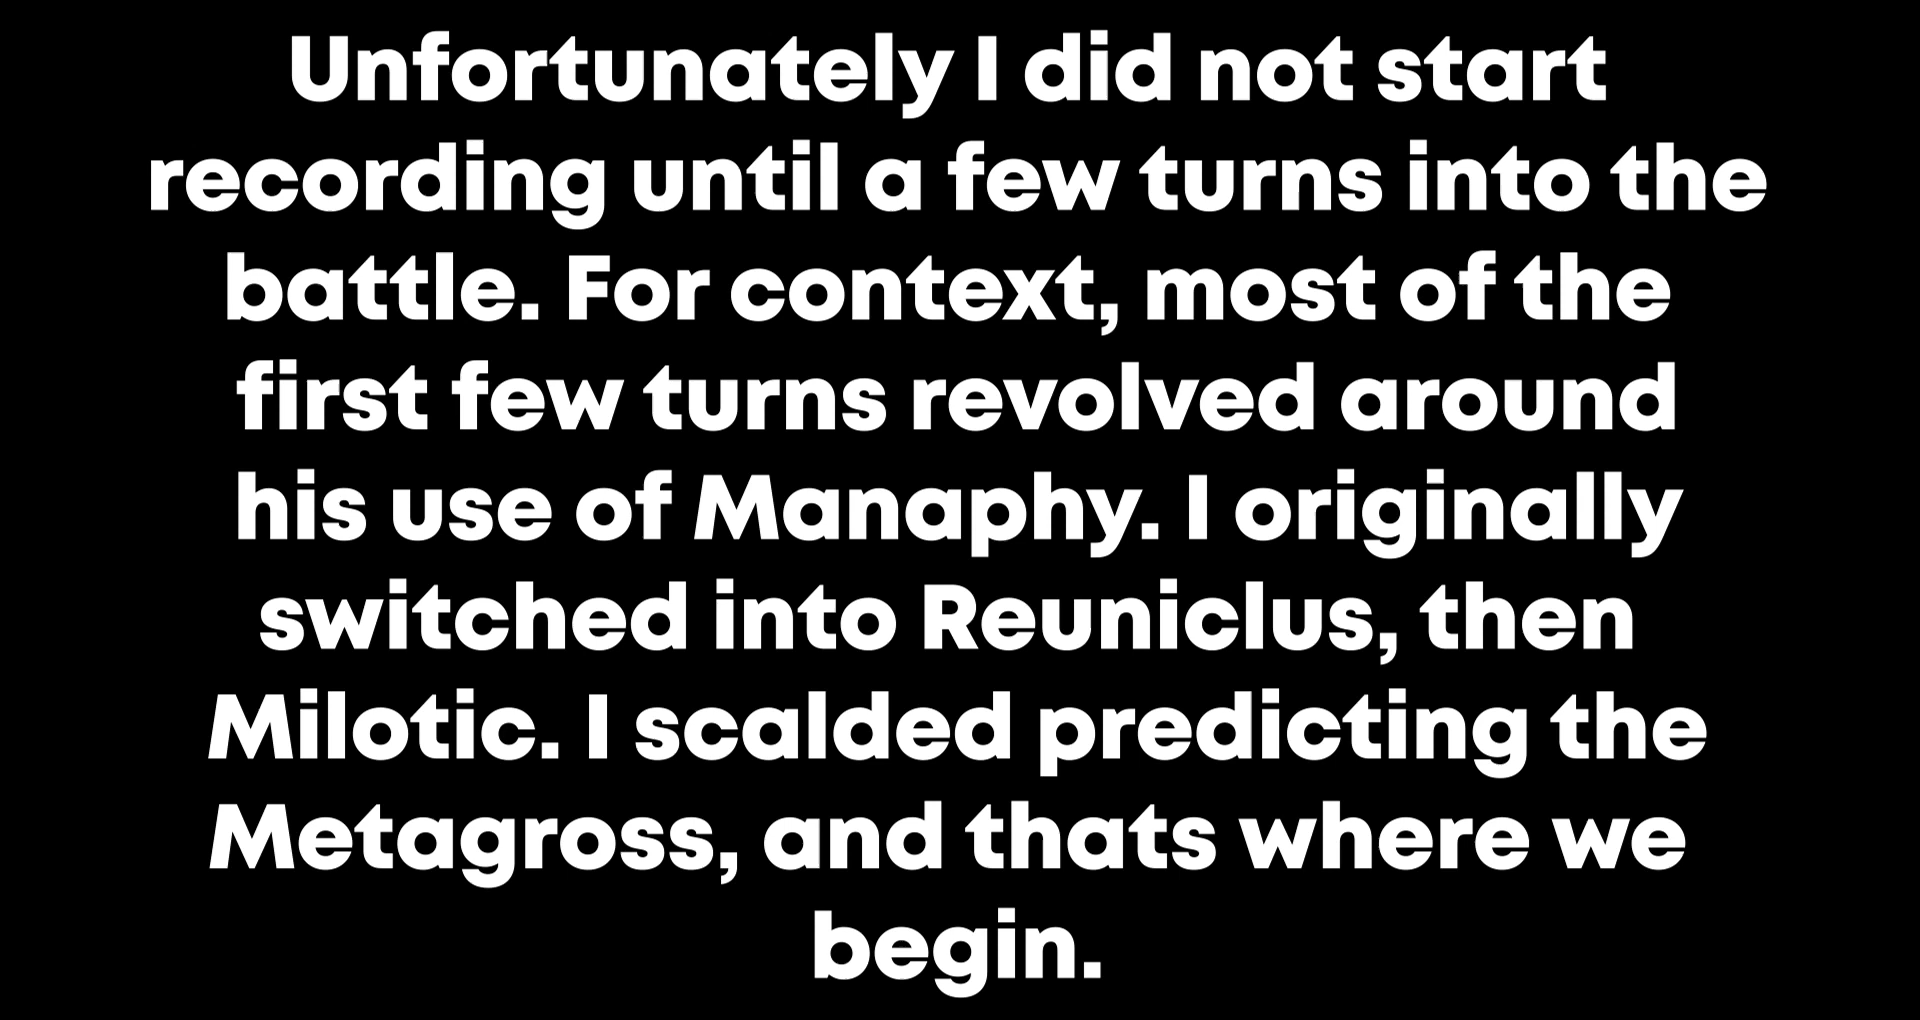 Unfortunately I did not start
recording until a few turns into the
battle. For context, most of the
first few turns revolved around
his use of Manaphy. I originally
switched into Reuniclus, then
Milotic. I scalded predicting the
Metagross, and thats where we
begin.